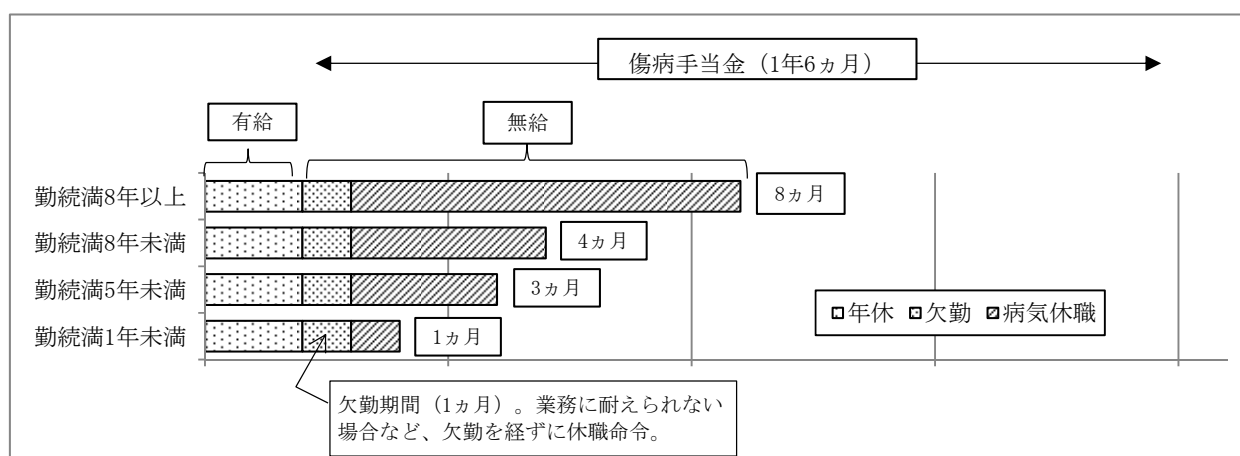 傷病手当金（1年6ヵ月）
有給
無給
勤続満8年以上
8ヵ月
勤続満8年未満
4ヵ月
勤続満5年未満
3ヵ月
年休 欠勤 病気休職
勤続満1年未満
1ヵ月
欠勤期間（1ヵ月）。業務に耐えられない
場合など、欠勤を経ずに休職命令。